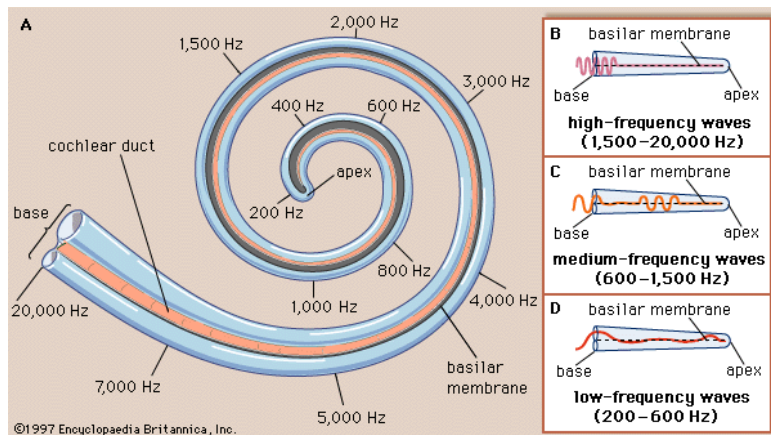 A
2,000 Hz
1,500 Hz
3,000 Hz
400 Hz
600 Hz
cochlear duct
apex
200 Hz
base
800 Hz
1,000 Hz
4,000 Hz
20,000 Hz
basilar
membrane
7,000 Hz
5,000 Hz
©1997 Encyclopaedia Britannica, Inc.
B
basilar membrane
base
apex
high-frequency waves
(1,500–20,000 Hz)
C
basilar membrane
base
apex
medium-frequency waves
(600–1,500 Hz)
D
basilar membrane
base
apex
low-frequency waves
(200–600 Hz)